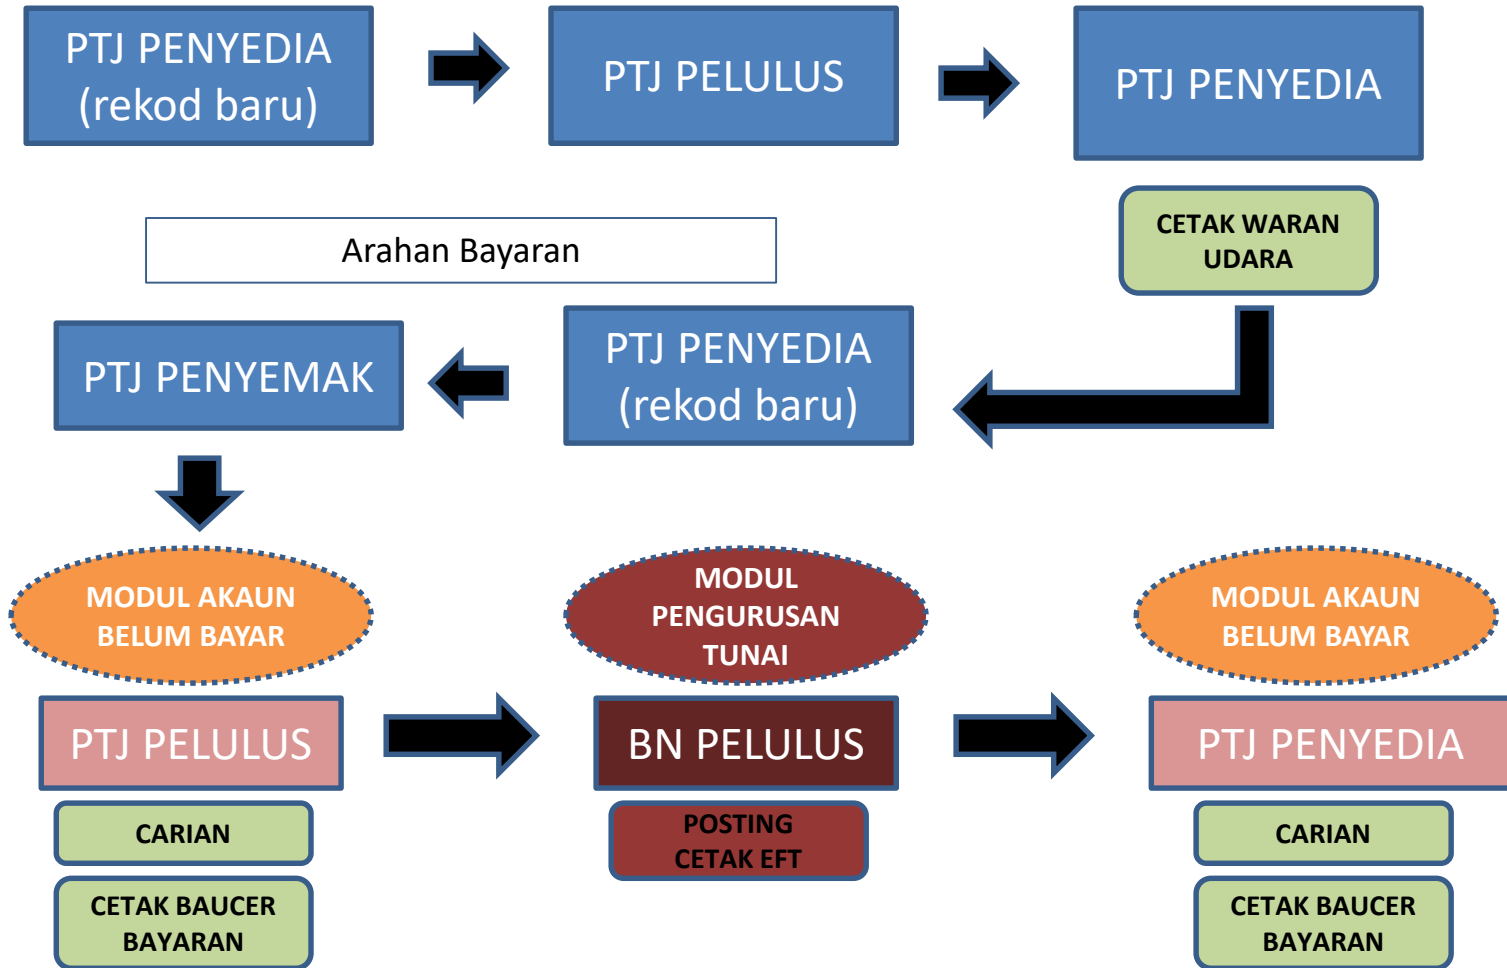 PTJ PENYEDIA
(rekod baru)
PTJ PELULUS
PTJ PENYEDIA
CETAK WARAN
UDARA
Arahan Bayaran
PTJ PENYEMAK
PTJ PENYEDIA
(rekod baru)
MODUL AKAUN
BELUM BAYAR
MODUL
PENGURUSAN
TUNAI
MODUL AKAUN
BELUM BAYAR
PTJ PELULUS
BN PELULUS
PTJ PENYEDIA
CARIAN
POSTING
CETAK EFT
CARIAN
CETAK BAUCER
BAYARAN
CETAK BAUCER
BAYARAN